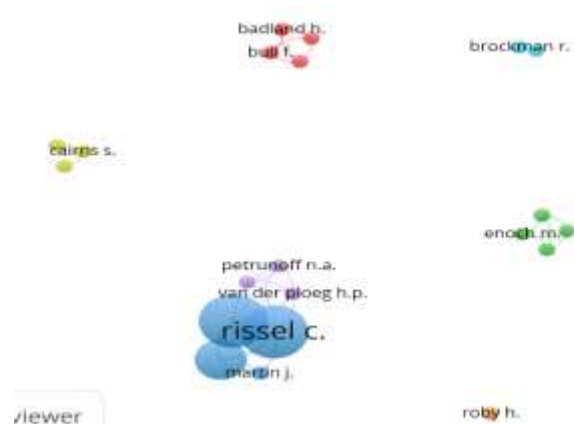 badland h.
bull f.
brockman r.
cairns s.
enoch m.
petrunoff n.a.
van der ploeg h.p.
rissel c.
martin j.
roby h.
viewer